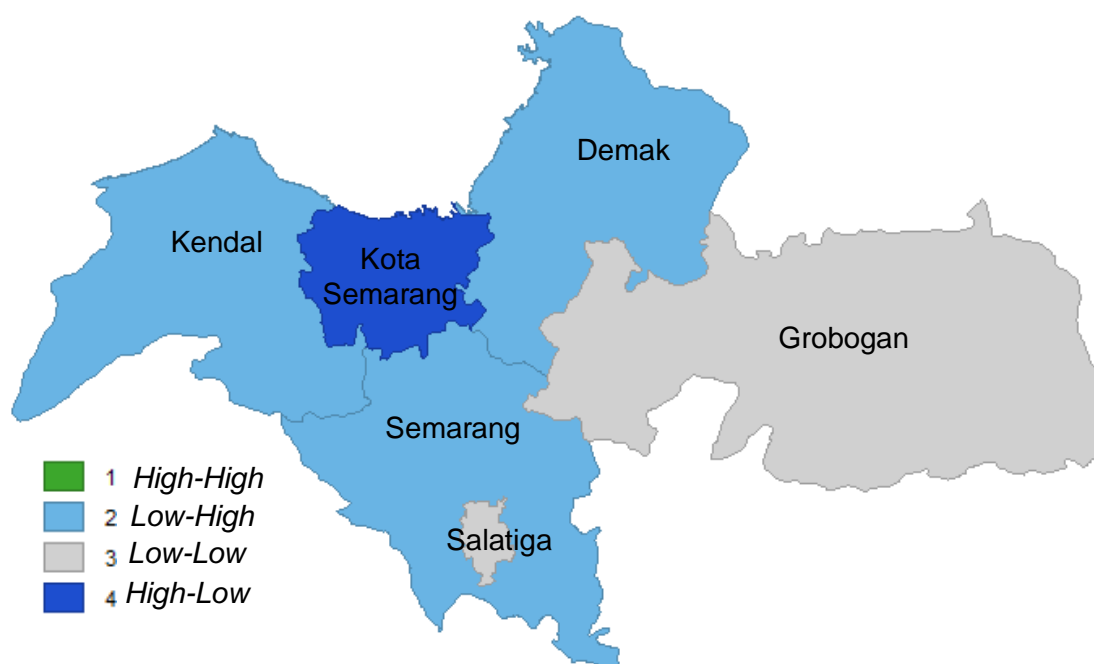 Demak
Kendal
Kota
Semarang
Grobogan
Semarang
Salatiga
1 High-High
2 Low-High
3 Low-Low
4 High-Low